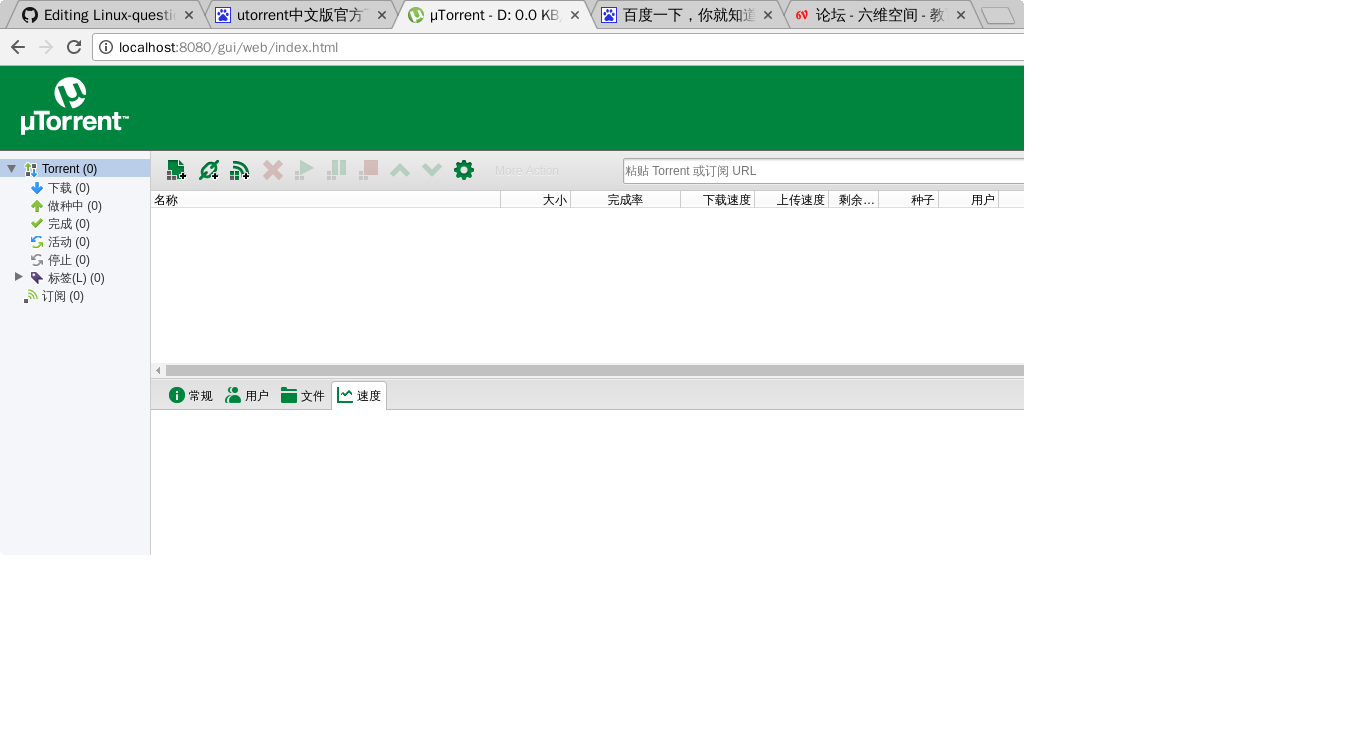 Editing Linux-questi
utorrent中文版官方
µTorrent - D: 0.0 KB
百度一下，你就知道
论坛 - 六维空间 - 教
localhost:8080/gui/web/index.html
µTorrent™
Torrent (0)
下载 (0)
做种中 (0)
完成 (0)
活动 (0)
停止 (0)
标签(L) (0)
订阅 (0)
More Action
粘贴 Torrent 或订阅 URL
名称 大小 完成率 下载速度 上传速度 剩余... 种子 用户
常规 用户 文件 速度